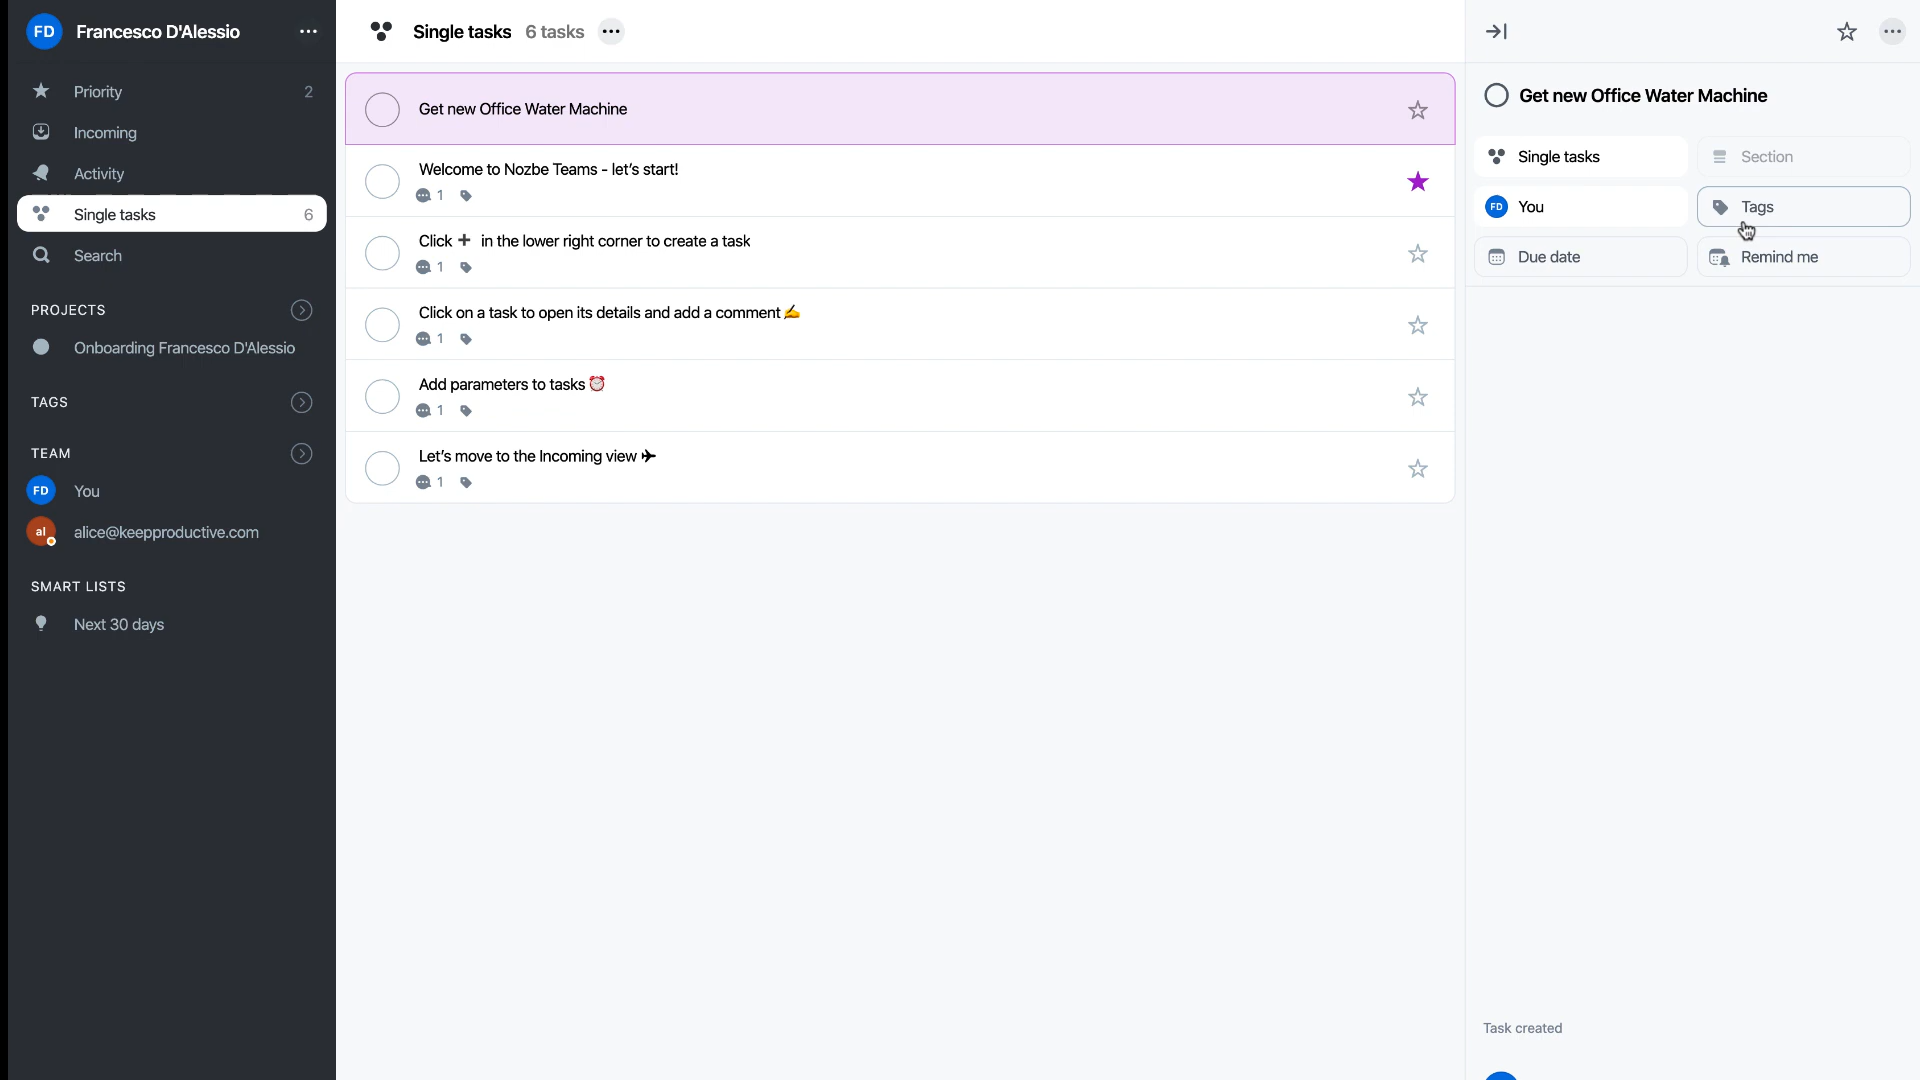 FD Francesco D'Alessio
Priority 2
Incoming
Activity
Single tasks 6
Search
PROJECTS
Onboarding Francesco D'Alessio
TAGS
TEAM
FD You
al alice@keepproductive.com
SMART LISTS
Next 30 days
Single tasks 6 tasks
Get new Office Water Machine
Welcome to Nozbe Teams - let's start!
1
Click + in the lower right corner to create a task
1
Click on a task to open its details and add a comment ✍️
1
Add parameters to tasks ⏰
1
Let's move to the Incoming view ✈
1
Get new Office Water Machine
Single tasks Section
FD You Tags
Due date Remind me
Task created